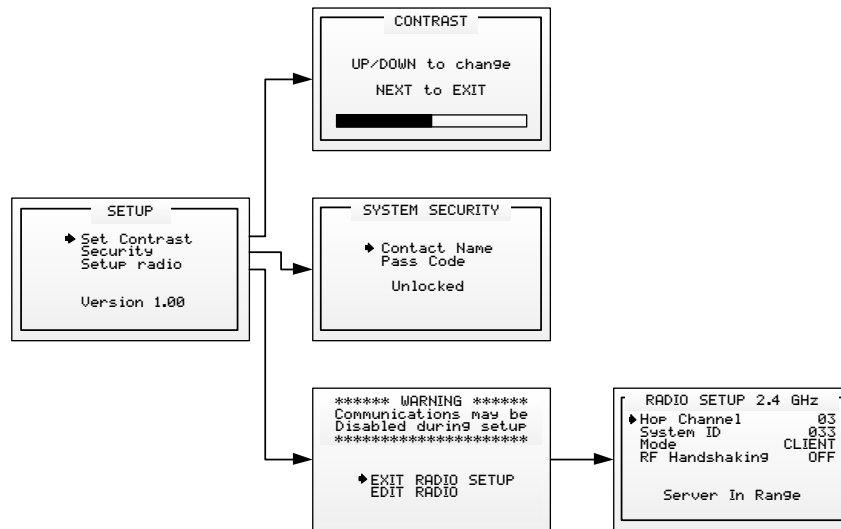 CONTRAST
UP/DOWN to change
NEXT to EXIT
SETUP
Set Contrast
Security
Setup radio
Version 1.00
SYSTEM SECURITY
Contact Name
Pass Code
Unlocked
****** WARNING ******
Communications may be
Disabled during setup
*********************
EXIT RADIO SETUP
EDIT RADIO
RADIO SETUP 2.4 GHz
Hop Channel 03
System ID 033
Mode CLIENT
RF Handshaking OFF
Server In Range